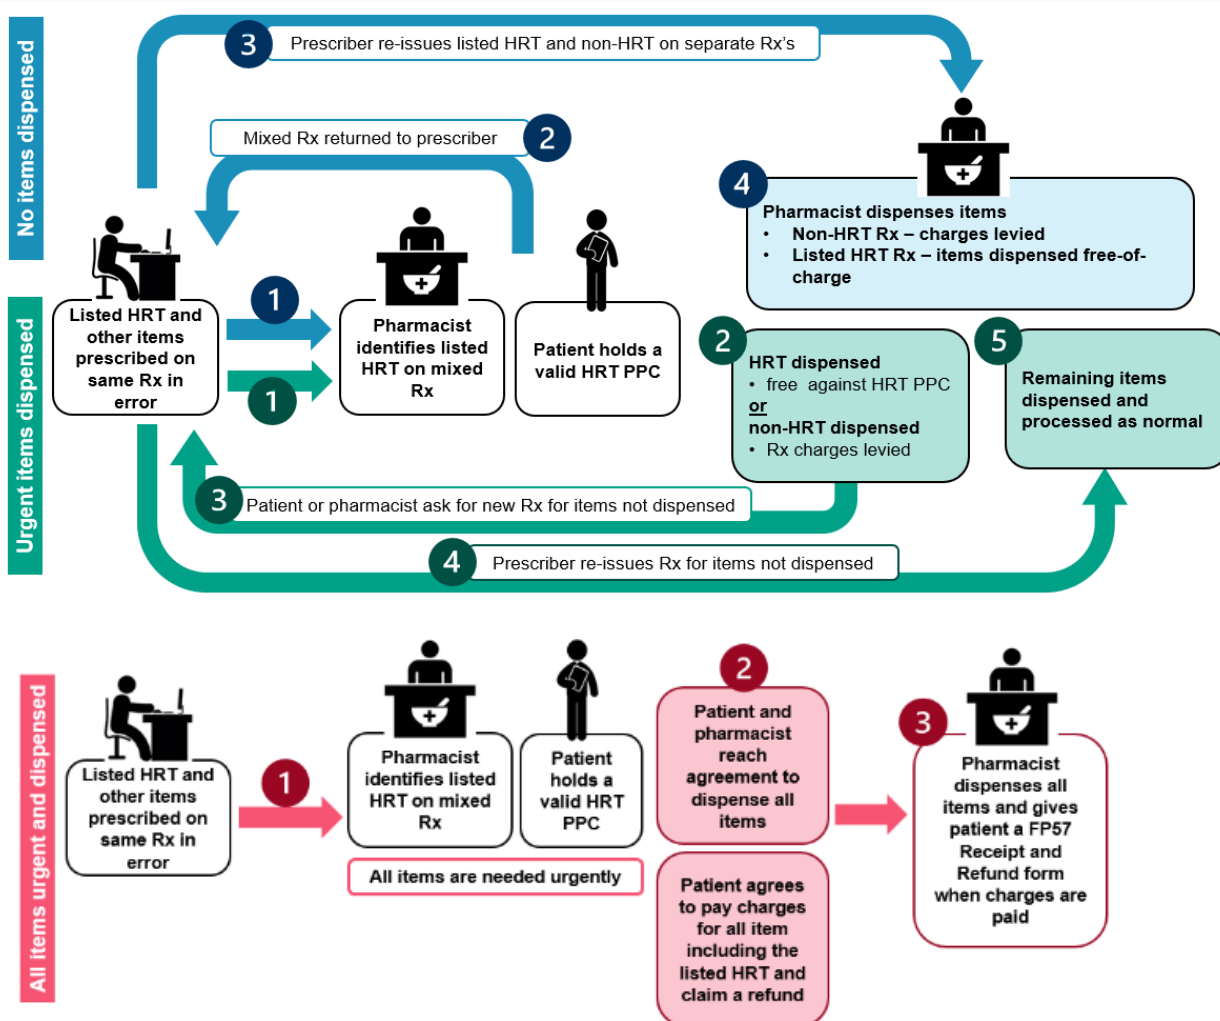 No items dispensed
3
Prescriber re-issues listed HRT and non-HRT on separate Rx's
Mixed Rx returned to prescriber
2
4
Pharmacist dispenses items
• Non-HRT Rx – charges levied
• Listed HRT Rx – items dispensed free-of-
charge
Urgent items dispensed
Listed HRT and
other items
prescribed on
same Rx in
error
1
1
Pharmacist
identifies listed
HRT on mixed
Rx
Patient holds a
valid HRT PPC
2
HRT dispensed
• free against HRT PPC
or
non-HRT dispensed
• Rx charges levied
5
Remaining items
dispensed and
processed as normal
3
Patient or pharmacist ask for new Rx for items not dispensed
4
Prescriber re-issues Rx for items not dispensed
All items urgent and dispensed
Listed HRT and
other items
prescribed on
same Rx in
error
1
Pharmacist
identifies listed
HRT on mixed
Rx
Patient
holds a
valid HRT
PPC
All items are needed urgently
2
Patient and
pharmacist
reach
agreement to
dispense all
items
Patient agrees
to pay charges
for all item
including the
listed HRT and
claim a refund
3
Pharmacist
dispenses all
items and gives
patient a FP57
Receipt and
Refund form
when charges are
paid